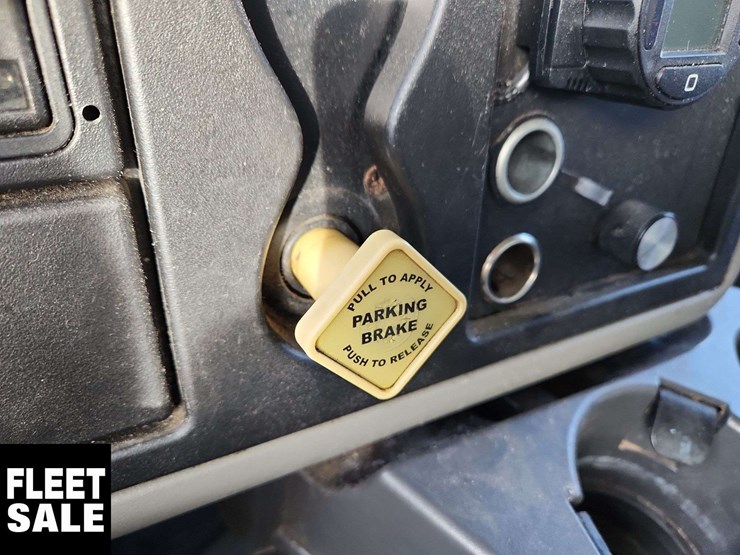 PULL TO APPLY
PARKING
BRAKE
PUSH TO RELEASE
O
FLEET
SALE